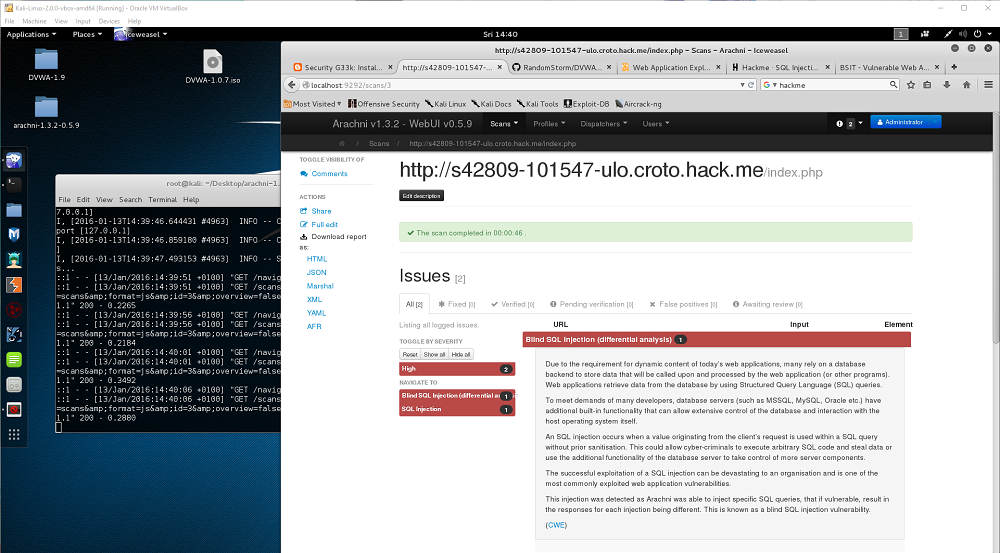 Kali-Linux-2.0.0-vbox-amd64 [Running] - Oracle VM VirtualBox
File Machine View Input Devices Help
Applications Places Iceweasel Sri 14:40 1
DVWA-1.9
DVWA-1.0.7.iso
arachni-1.3.2-0.5.9
root@kali: ~/Desktop/arachni-1.
File Edit View Search Terminal Help
7.0.0.1]
I, [2016-01-13T14:39:46.644431 #4963] INFO -- C
port [127.0.0.1]
I, [2016-01-13T14:39:46.859180 #4963] INFO -- C
]
I, [2016-01-13T14:39:47.493153 #4963] INFO -- S
s...
::1 - - [13/Jan/2016:14:39:51 +0100] "GET /navig
::1 - - [13/Jan/2016:14:39:51 +0100] "GET /scans
=scans&amp;format=js&amp;id=3&amp;overview=false
1.1" 200 - 0.2265
::1 - - [13/Jan/2016:14:39:56 +0100] "GET /navig
::1 - - [13/Jan/2016:14:39:56 +0100] "GET /scans
=scans&amp;format=js&amp;id=3&amp;overview=false
1.1" 200 - 0.2184
::1 - - [13/Jan/2016:14:40:01 +0100] "GET /navig
::1 - - [13/Jan/2016:14:40:01 +0100] "GET /scans
=scans&amp;format=js&amp;id=3&amp;overview=false
1.1" 200 - 0.3492
::1 - - [13/Jan/2016:14:40:06 +0100] "GET /navig
::1 - - [13/Jan/2016:14:40:06 +0100] "GET /scans
=scans&amp;format=js&amp;id=3&amp;overview=false
1.1" 200 - 0.2880
http://s42809-101547-ulo.croto.hack.me/index.php – Scans – Arachni - Iceweasel
Security G33k: Instal... http://s42809-101547-... RandomStorm/DVWA... Web Application Expl... Hackme - SQL Injecti... BSIT - Vulnerable Web A...
localhost:9292/scans/3 hackme
Most Visited Offensive Security Kali Linux Kali Docs Kali Tools Exploit-DB Aircrack-ng
Arachni v1.3.2 - WebUI v0.5.9 Scans Profiles Dispatchers Users 2 Administrator
/ Scans / http://s42809-101547-ulo.croto.hack.me/index.php
TOGGLE VISIBILITY OF
Comments
ACTIONS
Share
Full edit
Download report
as:
HTML
JSON
Marshal
XML
YAML
AFR
http://s42809-101547-ulo.croto.hack.me/index.php
Edit description
The scan completed in 00:00:46 .
Issues [2]
All [2] Fixed [0] Verified [0] Pending verification [0] False positives [0] Awaiting review [0]
Listing all logged issues.
TOGGLE BY SEVERITY
Reset Show all Hide all
High 2
NAVIGATE TO
Blind SQL Injection (differential 1
SQL Injection 1
URL Input Element
Blind SQL Injection (differential analysis) 1
Due to the requirement for dynamic content of today's web applications, many rely on a database
backend to store data that will be called upon and processed by the web application (or other programs).
Web applications retrieve data from the database by using Structured Query Language (SQL) queries.
To meet demands of many developers, database servers (such as MSSQL, MySQL, Oracle etc.) have
additional built-in functionality that can allow extensive control of the database and interaction with the
host operating system itself.
An SQL injection occurs when a value originating from the client's request is used within a SQL query
without prior sanitisation. This could allow cyber-criminals to execute arbitrary SQL code and steal data or
use the additional functionality of the database server to take control of more server components.
The successful exploitation of a SQL injection can be devastating to an organisation and is one of the
most commonly exploited web application vulnerabilities.
This injection was detected as Arachni was able to inject specific SQL queries, that if vulnerable, result in
the responses for each injection being different. This is known as a blind SQL injection vulnerability.
(CWE)